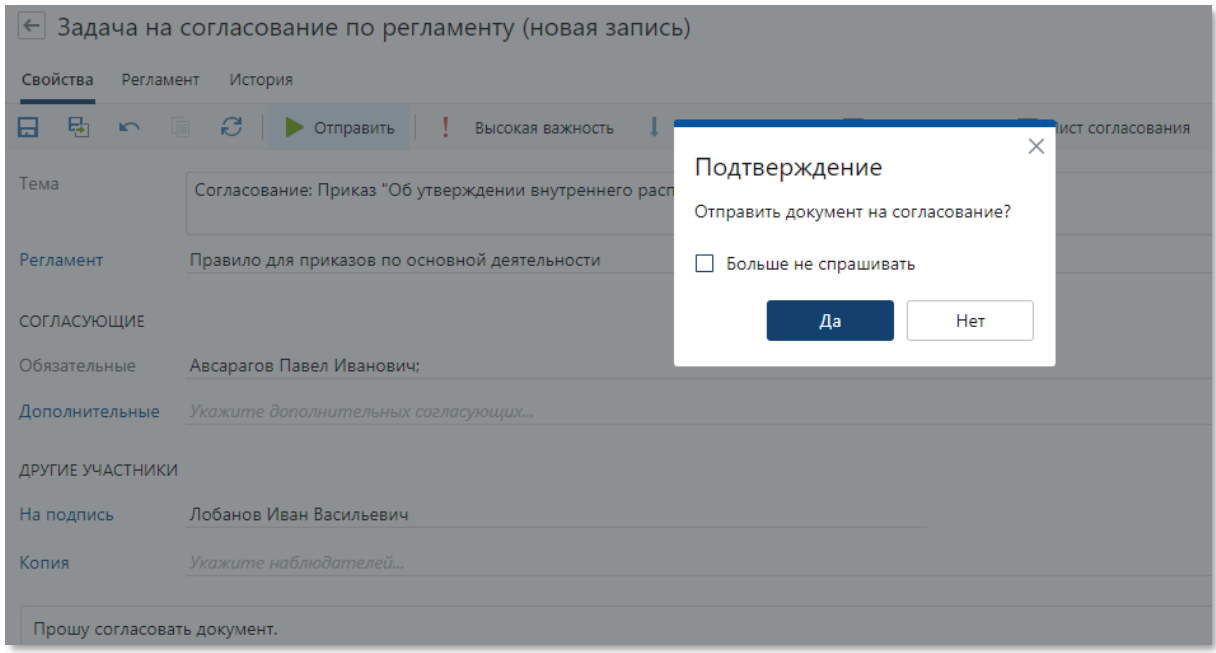 Задача на согласование по регламенту (новая запись)
Свойства Регламент История
Отправить Высокая важность согласования
Тема
Согласование: Приказ "Об утверждении внутреннего
Регламент Правило для приказов по основной деятельности
СОГЛАСУЮЩИЕ
Обязательные Авсарагов Павел Иванович;
Дополнительные Укажите дополнительных согласующих...
ДРУГИЕ УЧАСТНИКИ
На подпись Лобанов Иван Васильевич
Копия Укажите наблюдателей...
Прошу согласовать документ.
Подтверждение
Отправить документ на согласование?
Больше не спрашивать
Да Нет